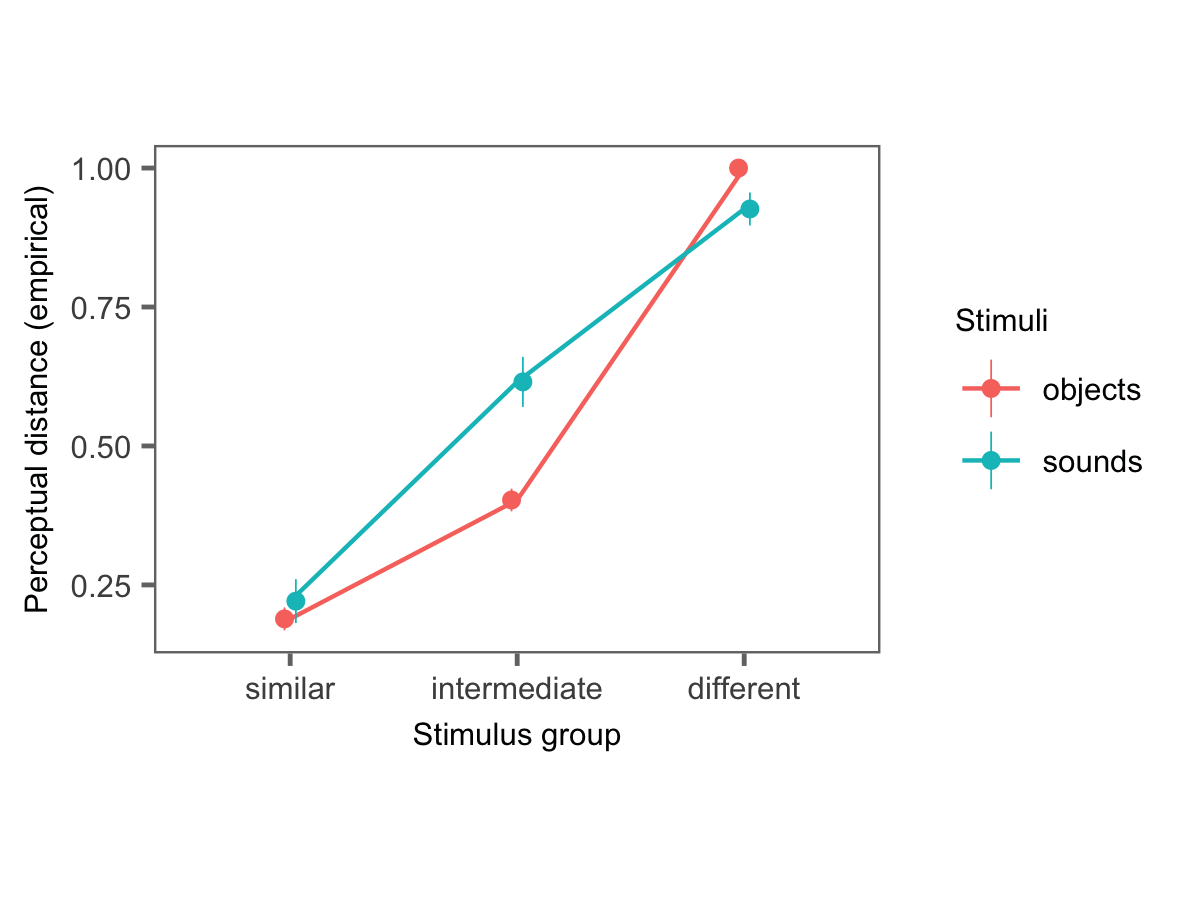 1.00
0.75
0.50
0.25
Perceptual distance (empirical)
similar
intermediate
different
Stimulus group
Stimuli
objects
sounds